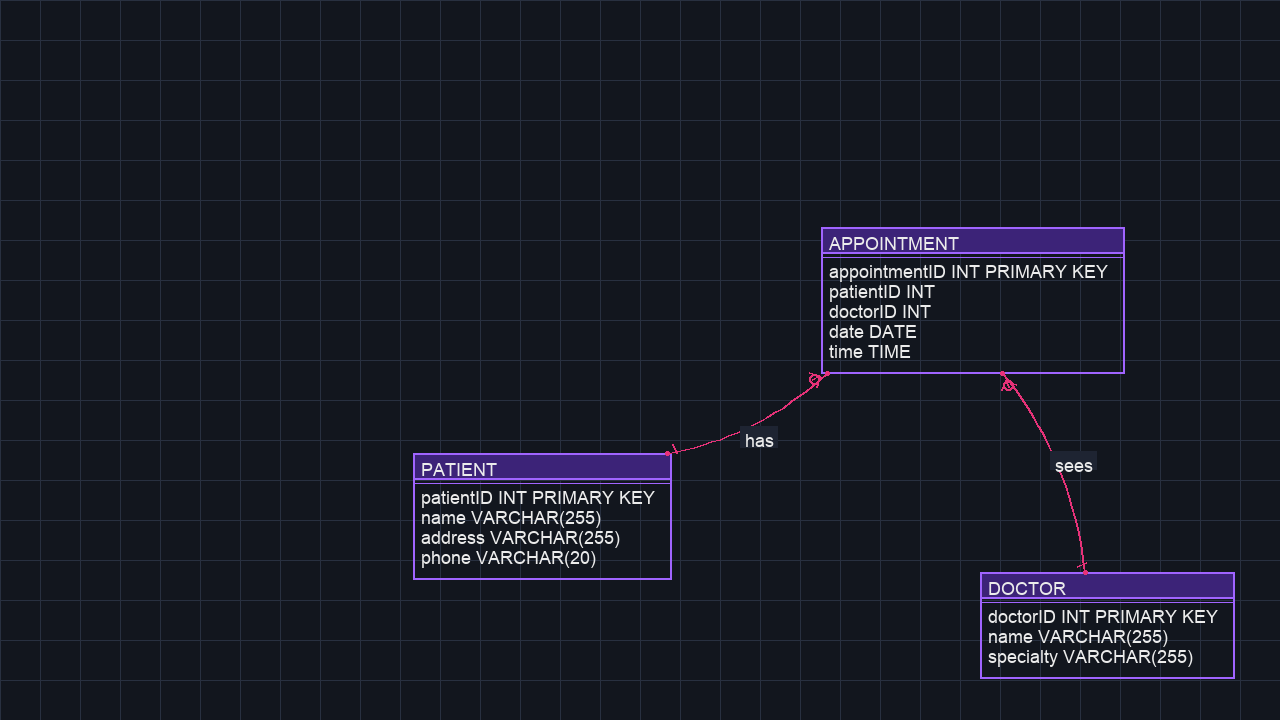 APPOINTMENT
appointmentID INT PRIMARY KEY
patientID INT
doctorID INT
date DATE
time TIME
has
PATIENT
patientID INT PRIMARY KEY
name VARCHAR(255)
address VARCHAR(255)
phone VARCHAR(20)
sees
DOCTOR
doctorID INT PRIMARY KEY
name VARCHAR(255)
specialty VARCHAR(255)